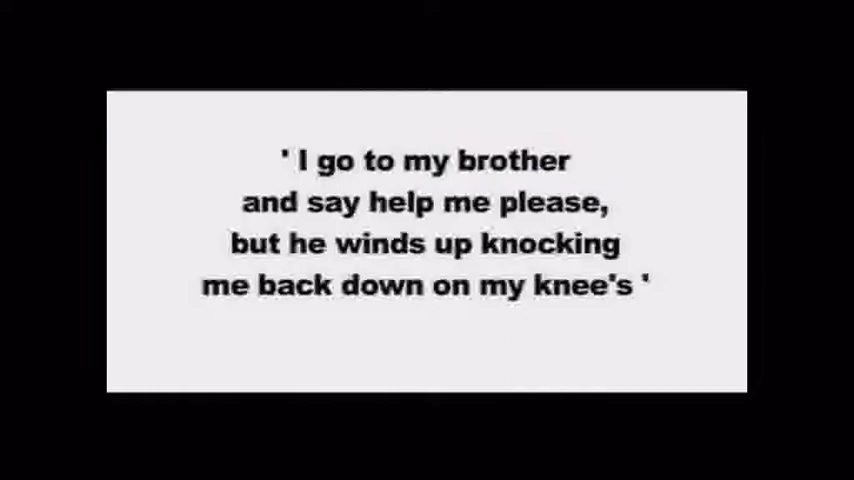 ' I go to my brother
and say help me please,
but he winds up knocking
me back down on my knee's '